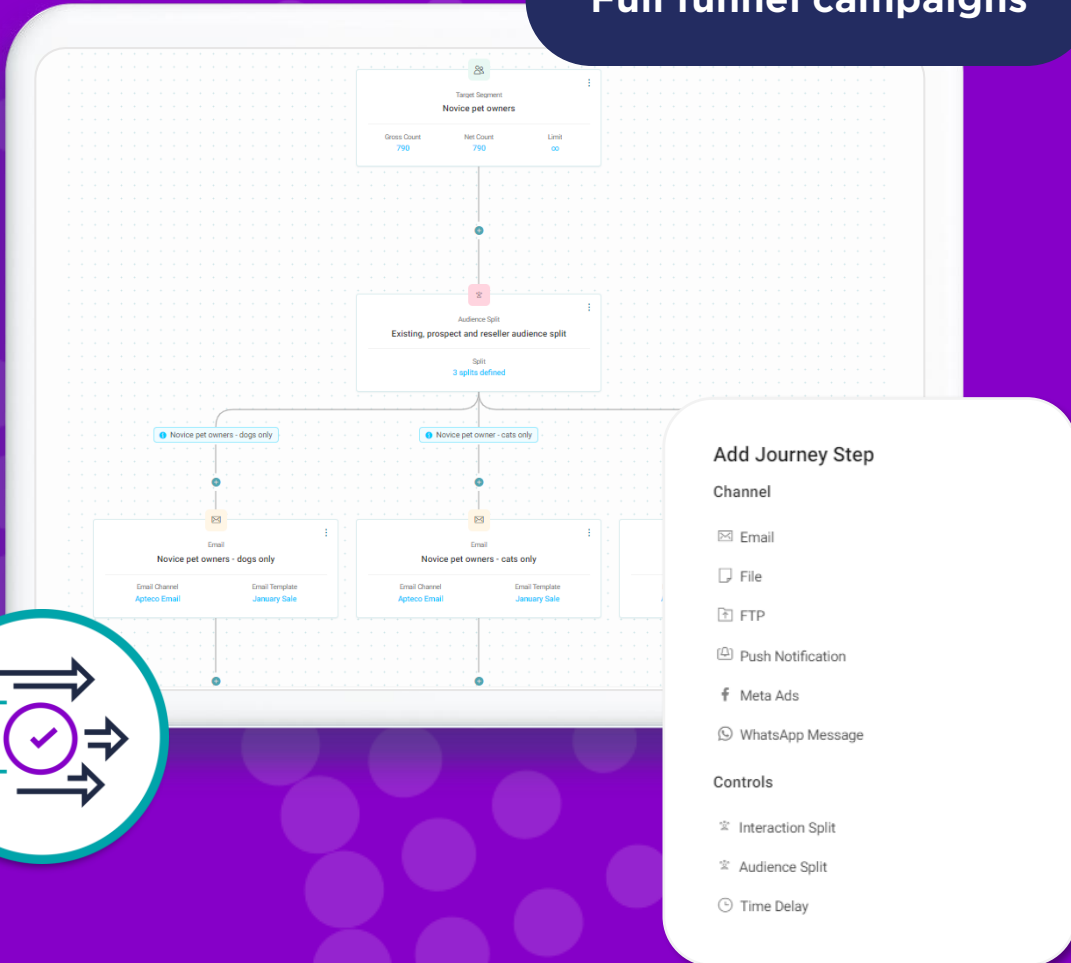 Full funnel campaigns
Target Segment
Novice pet owners
Gross Count Net Count Limit
790 790 ∞
Audience Split
Existing, prospect and reseller audience split
Split
3 splits defined
Novice pet owners - dogs only
Novice pet owner - cats only
Email
Novice pet owners - dogs only
Email Channel Email Template
Apteco Email January Sale
Email
Novice pet owners - cats only
Email Channel Email Template
Apteco Email January Sale
Add Journey Step
Channel
Email
File
FTP
Push Notification
Meta Ads
WhatsApp Message
Controls
Interaction Split
Audience Split
Time Delay